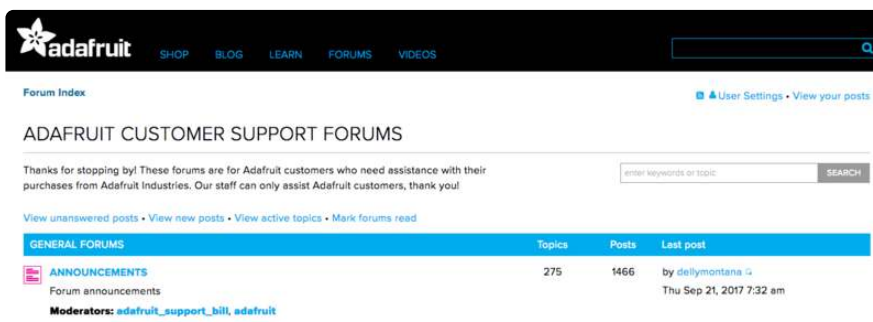 adafruit SHOP BLOG LEARN FORUMS VIDEOS
Forum Index User Settings • View your posts
ADAFRUIT CUSTOMER SUPPORT FORUMS
Thanks for stopping by! These forums are for Adafruit customers who need assistance with their
purchases from Adafruit Industries. Our staff can only assist Adafruit customers, thank you!
enter keywords or topic SEARCH
View unanswered posts • View new posts • View active topics • Mark forums read
GENERAL FORUMS Topics Posts Last post
ANNOUNCEMENTS 275 1466 by dellymontana
Forum announcements Thu Sep 21, 2017 7:32 am
Moderators: adafruit_support_bill, adafruit